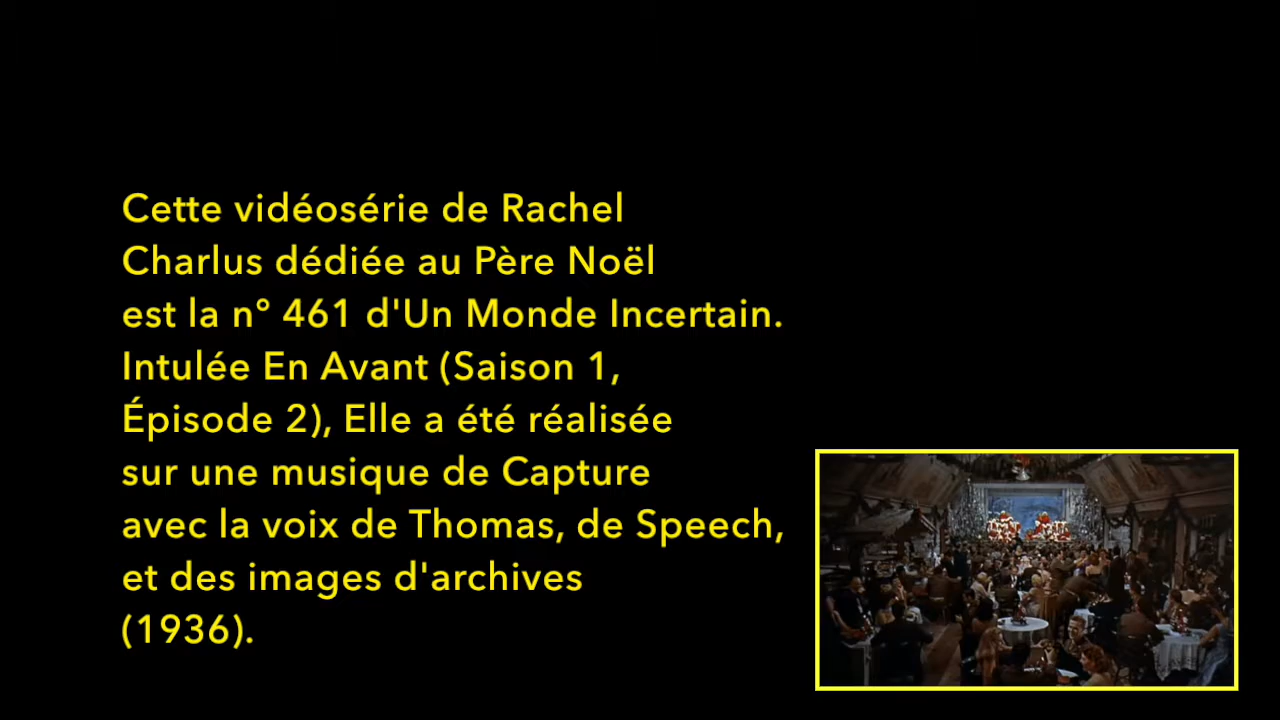 Cette vidéosérie de Rachel
Charlus dédiée au Père Noël
est la n° 461 d'Un Monde Incertain.
Intulée En Avant (Saison 1,
Épisode 2), Elle a été réalisée
sur une musique de Capture
avec la voix de Thomas, de Speech,
et des images d'archives
(1936).